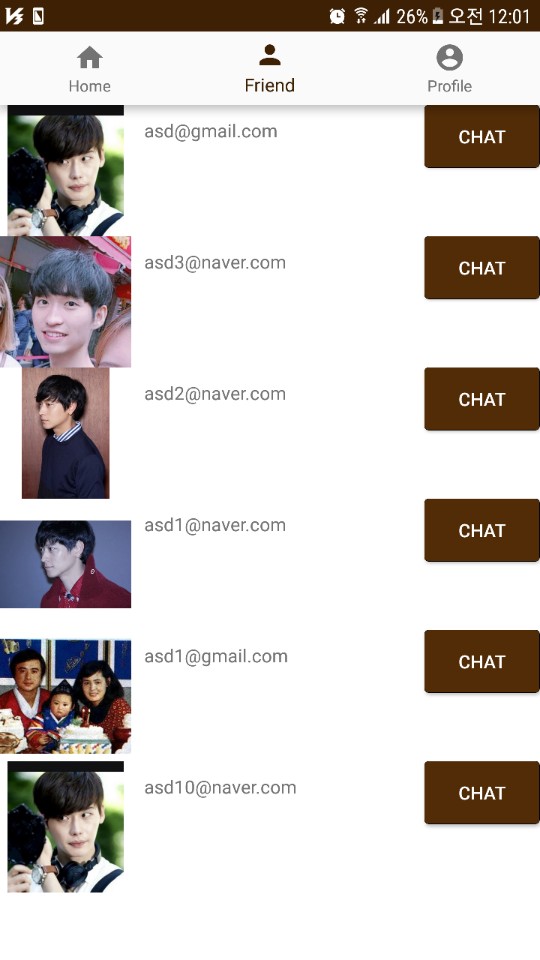 26% 오전 12:01
Home
Friend
Profile
asd@gmail.com
CHAT
asd3@naver.com
CHAT
asd2@naver.com
CHAT
asd1@naver.com
CHAT
asd1@gmail.com
CHAT
asd10@naver.com
CHAT